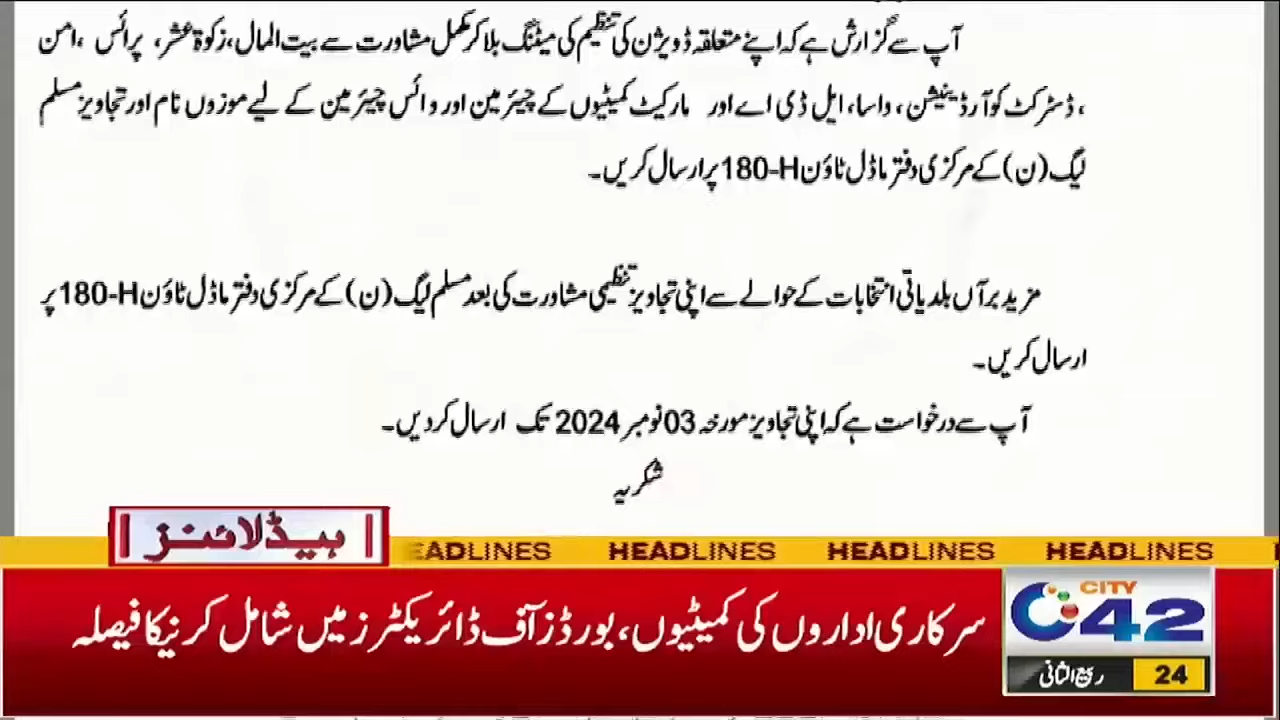 آپ سے گزارش ہے کہ اپنے متعلقہ ڈویژن کی تنظیم کی میٹنگ بلا کر مکمل مشاورت سے بیت المال، زکوۃ عشر، پرائس ، امن
، ڈسٹرکٹ کوآرڈینیشن ، واسا، ایل ڈی اے اور مارکیٹ کمیٹیوں کے چیئرمین اور وائس چیئرمین کے لیے موزوں نام اور تجاویز مسلم
لیگ (ن) کے مرکزی دفتر ماڈل ٹاؤن 180-H پر ارسال کریں۔
مزید برآں بلدیاتی انتخابات کے حوالے سے اپنی تجاویز تنظیمی مشاورت کی بعد مسلم لیگ (ن) کے مرکزی دفتر ماڈل ٹاؤن 180-H پر
ارسال کریں۔
آپ سے درخواست ہے کہ اپنی تجاویز مورخہ 03 نومبر 2024 تک ارسال کر دیں۔
شکریہ
ہیڈلائنز
EADLINES HEADLINES HEADLINES HEADLINES
سرکاری اداروں کی کمیٹیوں، بورڈز آف ڈائریکٹرز میں شامل کرنیکا فیصلہ
CITY
42
24 ربیع الثانی